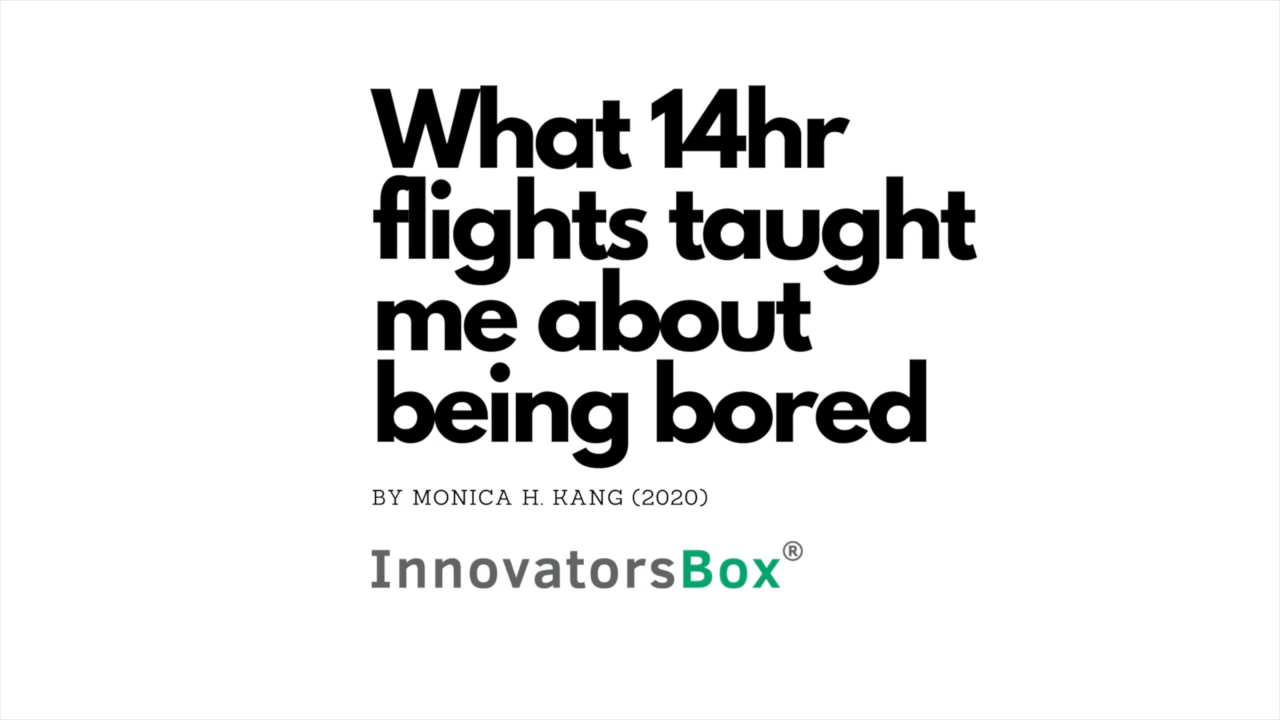 What 14hr
flights taught
me about
being bored
BY MONICA H. KANG (2020)
InnovatorsBox®